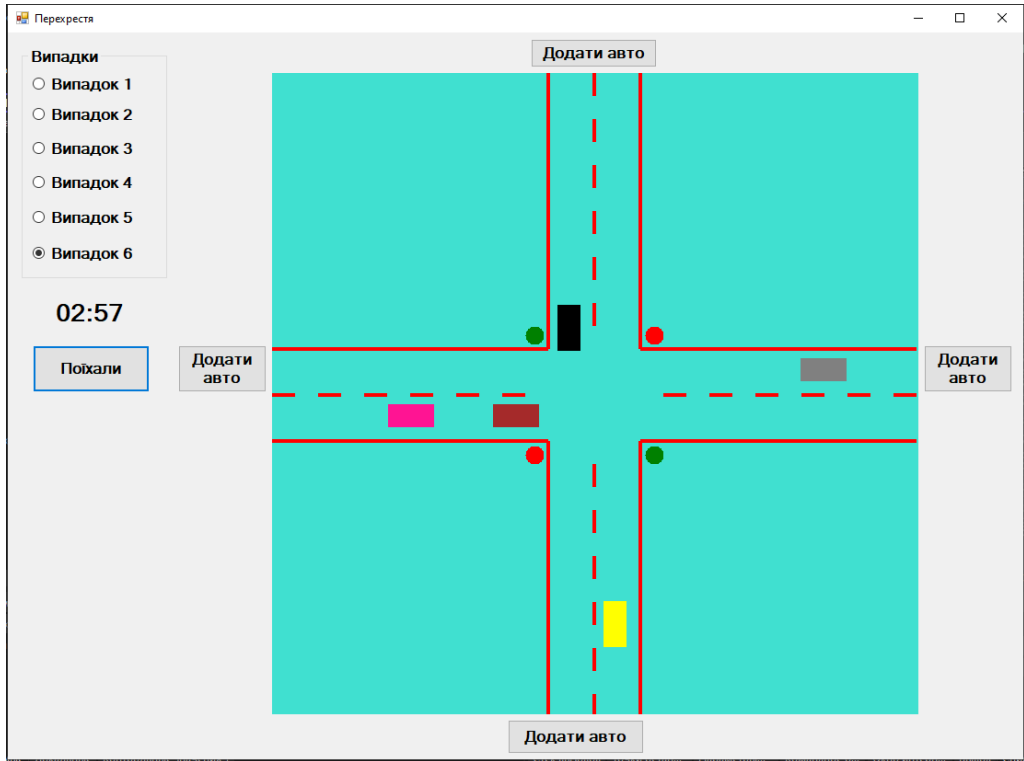 Перехрестя
Випадки
Випадок 1
Випадок 2
Випадок 3
Випадок 4
Випадок 5
Випадок 6
02:57
Поїхали
Додати авто
Додати
авто
Додати
авто
Додати авто